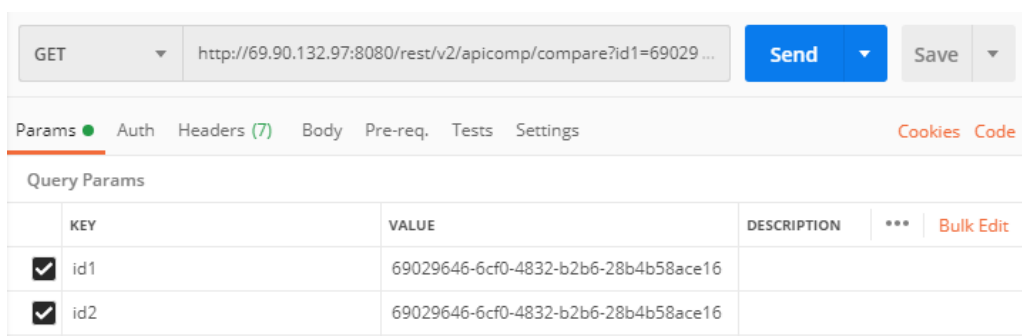 GET http://69.90.132.97:8080/rest/v2/apicomp/compare?id1=69029 ... Send Save
Params Auth Headers (7) Body Pre-req. Tests Settings Cookies Code
Query Params
KEY VALUE DESCRIPTION ••• Bulk Edit
id1 69029646-6cf0-4832-b2b6-28b4b58ace16
id2 69029646-6cf0-4832-b2b6-28b4b58ace16